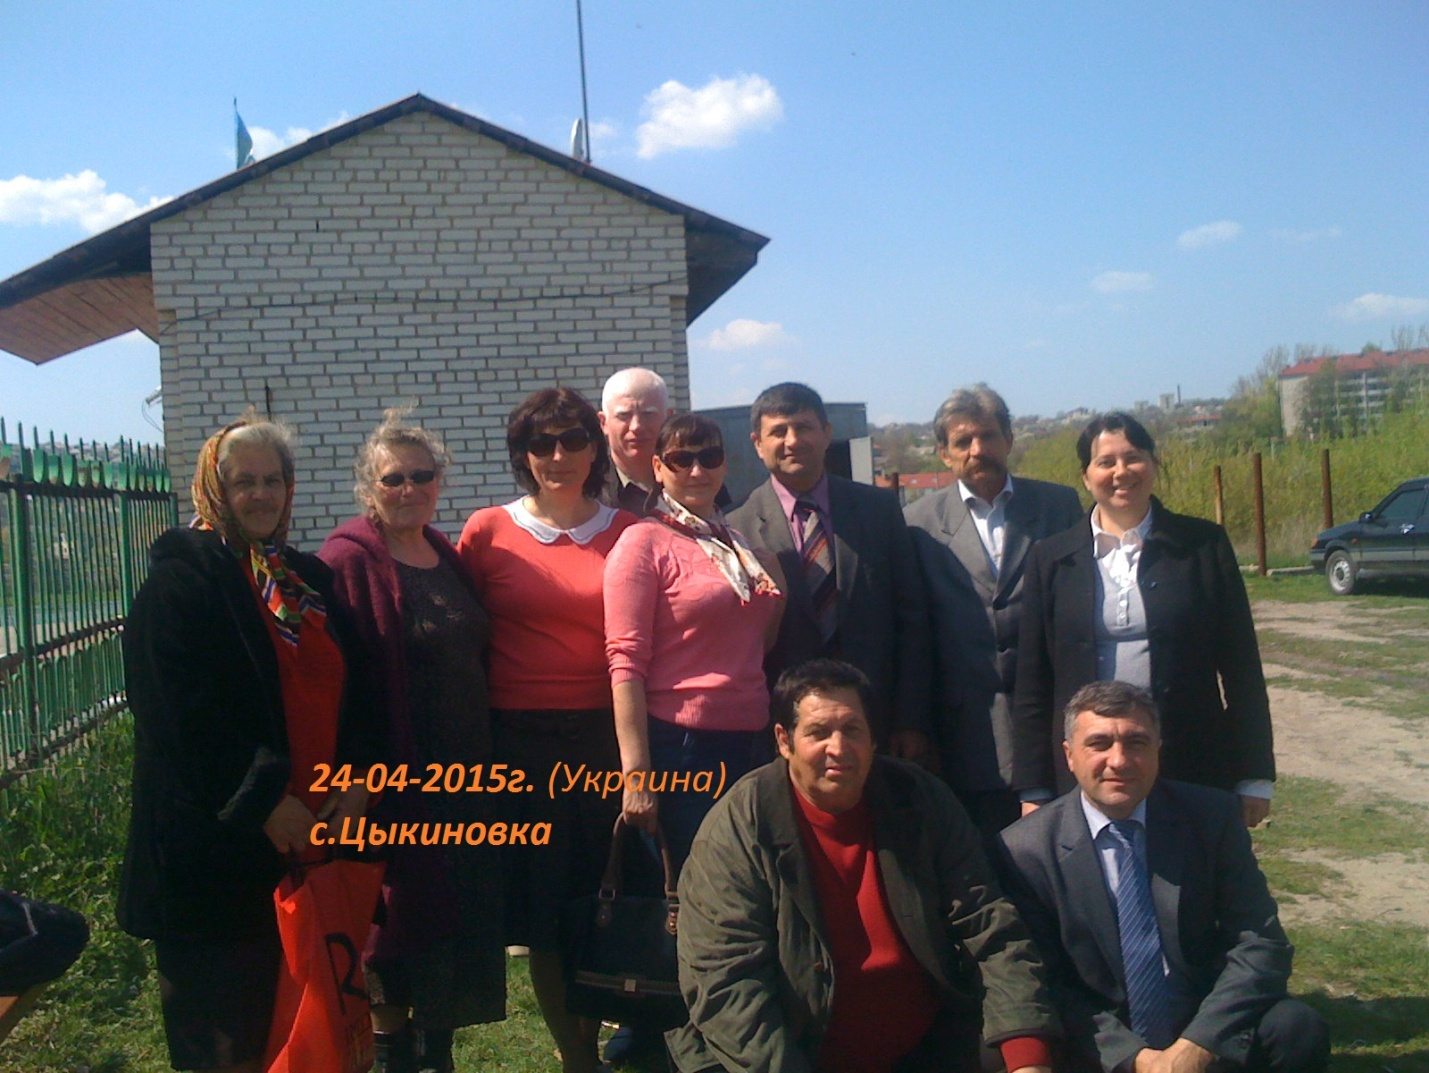 24-04-2015г. (Украина)
с.Цыкиновка
R